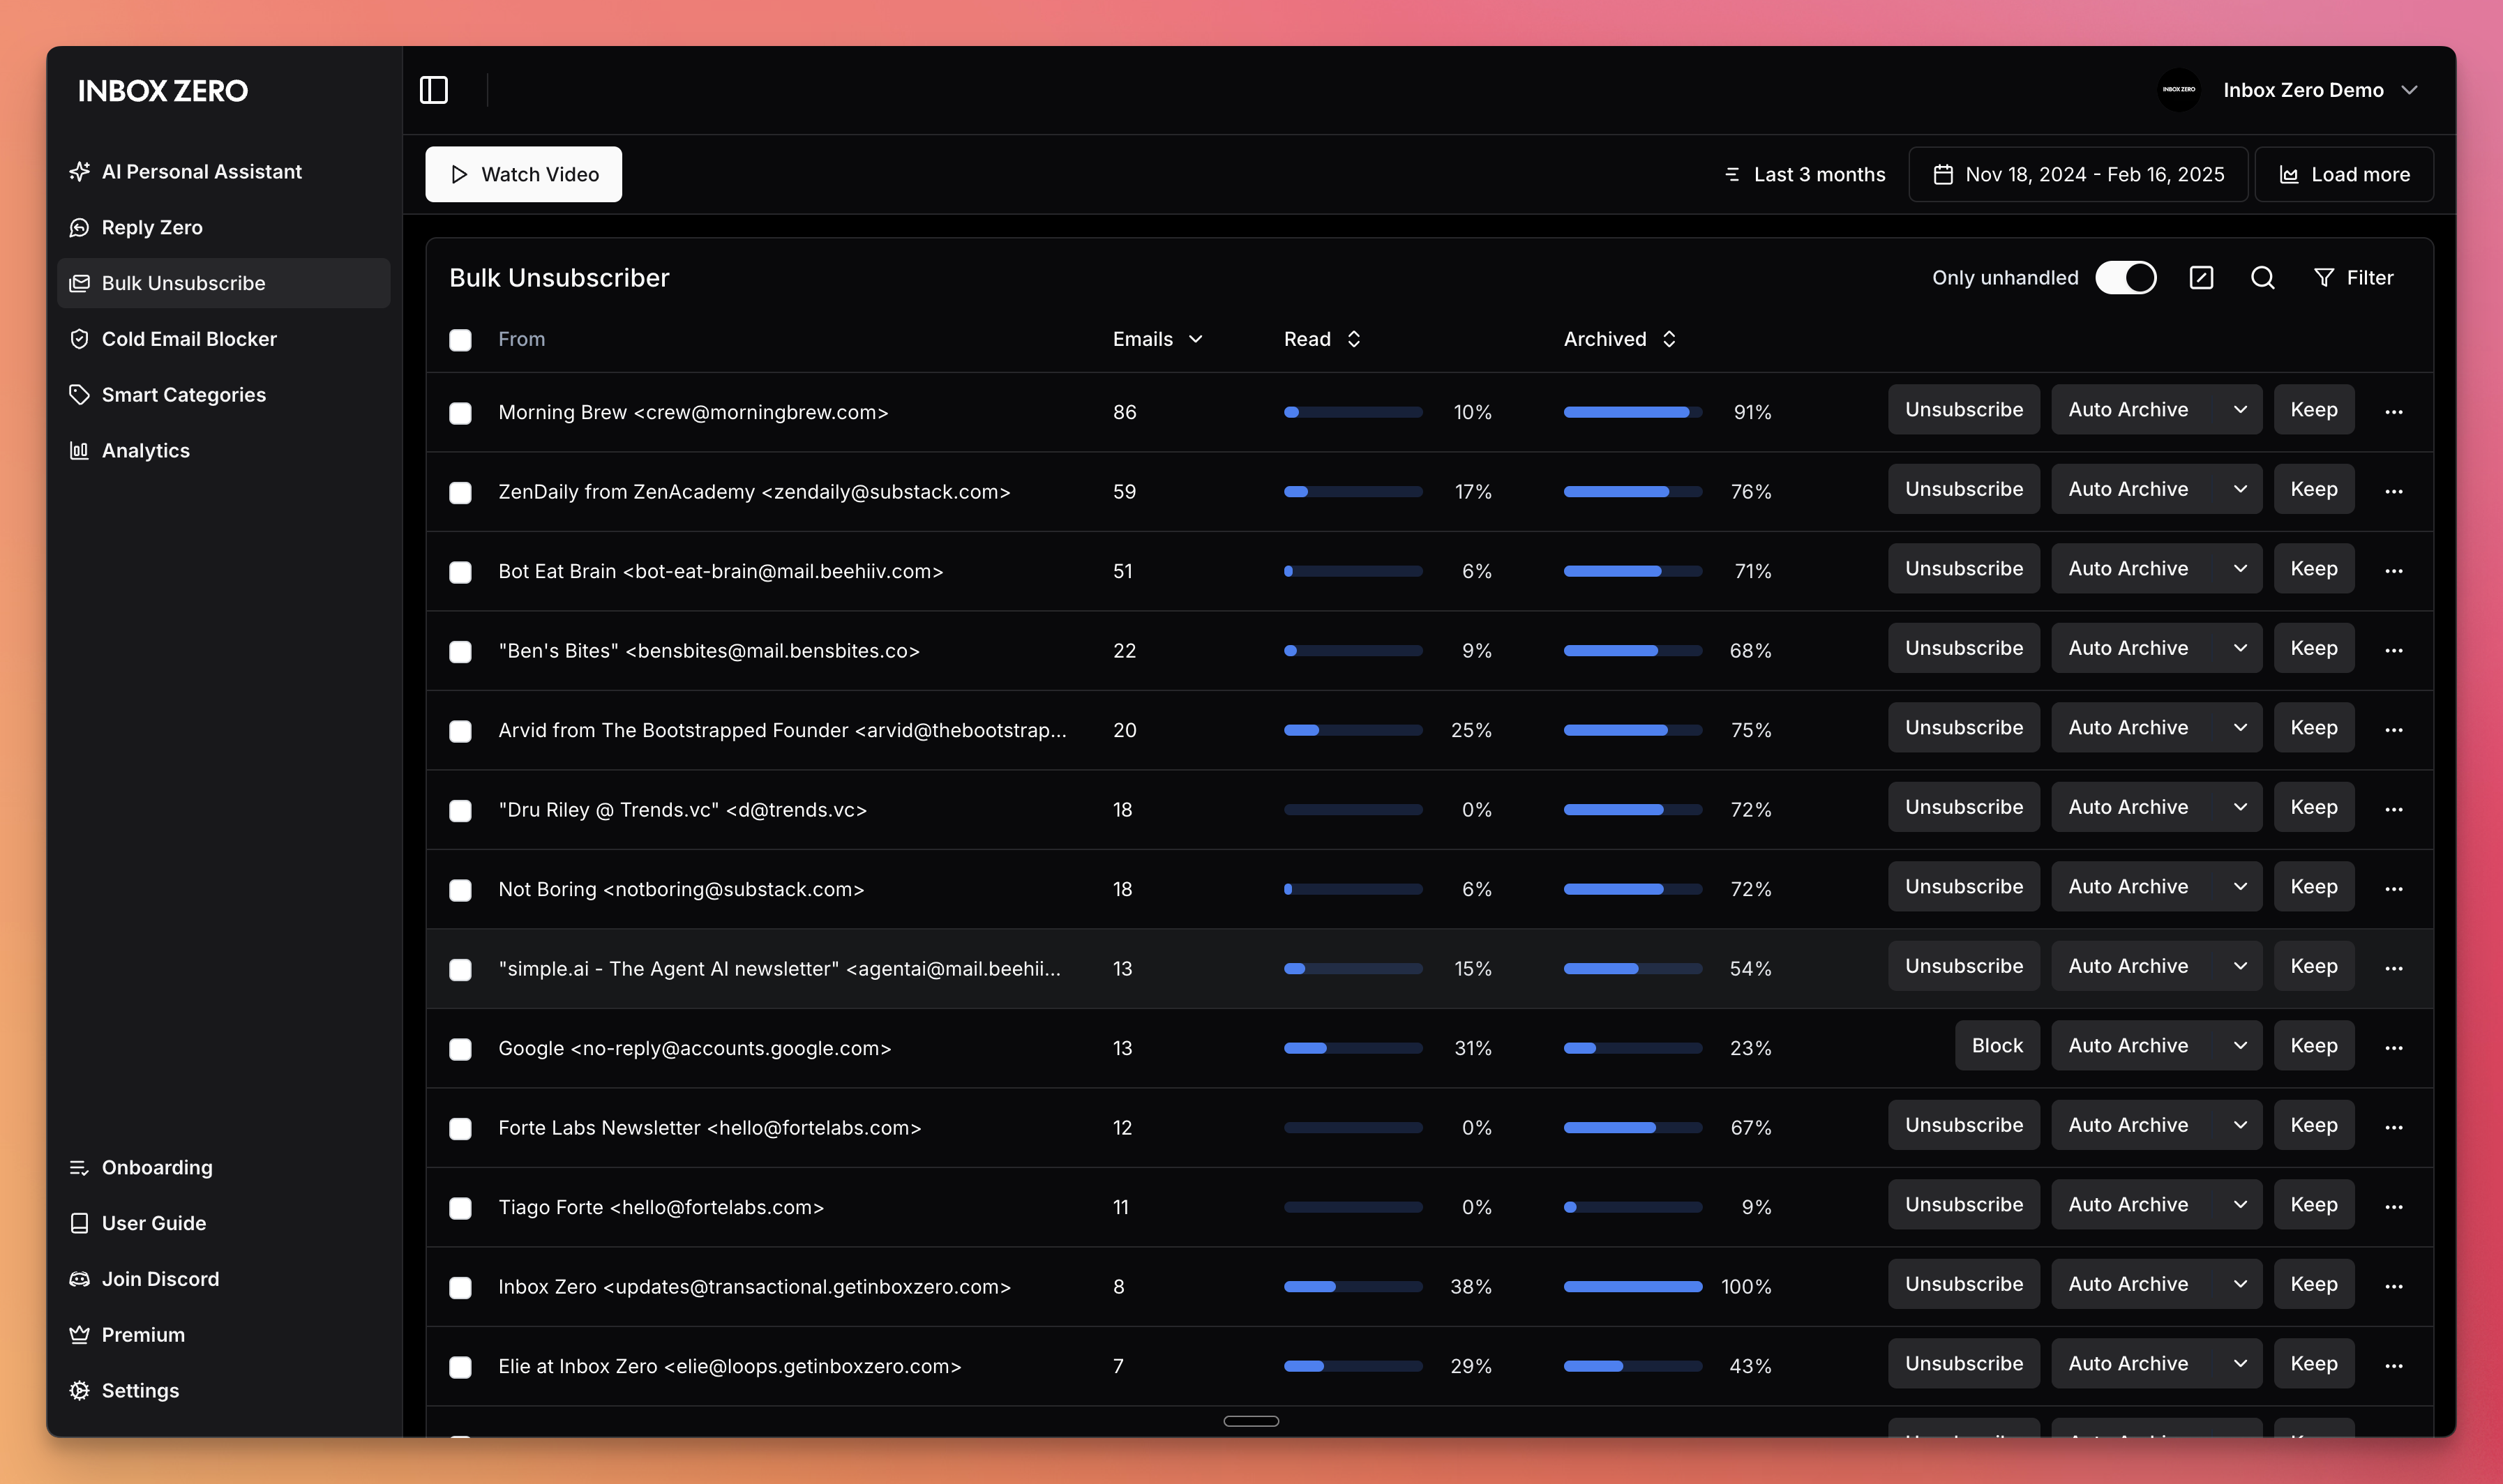 INBOX ZERO
INBOX ZERO Inbox Zero Demo
AI Personal Assistant
Reply Zero
Bulk Unsubscribe
Cold Email Blocker
Smart Categories
Analytics
Onboarding
User Guide
Join Discord
Premium
Settings
Watch Video Last 3 months Nov 18, 2024 - Feb 16, 2025 Load more
Bulk Unsubscriber Only unhandled Filter
From Emails Read Archived
Morning Brew <crew@morningbrew.com> 86 10% 91% Unsubscribe Auto Archive Keep ...
ZenDaily from ZenAcademy <zendaily@substack.com> 59 17% 76% Unsubscribe Auto Archive Keep ...
Bot Eat Brain <bot-eat-brain@mail.beehiiv.com> 51 6% 71% Unsubscribe Auto Archive Keep ...
"Ben's Bites" <bensbites@mail.bensbites.co> 22 9% 68% Unsubscribe Auto Archive Keep ...
Arvid from The Bootstrapped Founder <arvid@thebootstrap... 20 25% 75% Unsubscribe Auto Archive Keep ...
"Dru Riley @ Trends.vc" <d@trends.vc> 18 0% 72% Unsubscribe Auto Archive Keep ...
Not Boring <notboring@substack.com> 18 6% 72% Unsubscribe Auto Archive Keep ...
"simple.ai - The Agent AI newsletter" <agentai@mail.beehii... 13 15% 54% Unsubscribe Auto Archive Keep ...
Google <no-reply@accounts.google.com> 13 31% 23% Block Auto Archive Keep ...
Forte Labs Newsletter <hello@fortelabs.com> 12 0% 67% Unsubscribe Auto Archive Keep ...
Tiago Forte <hello@fortelabs.com> 11 0% 9% Unsubscribe Auto Archive Keep ...
Inbox Zero <updates@transactional.getinboxzero.com> 8 38% 100% Unsubscribe Auto Archive Keep ...
Elie at Inbox Zero <elie@loops.getinboxzero.com> 7 29% 43% Unsubscribe Auto Archive Keep ...